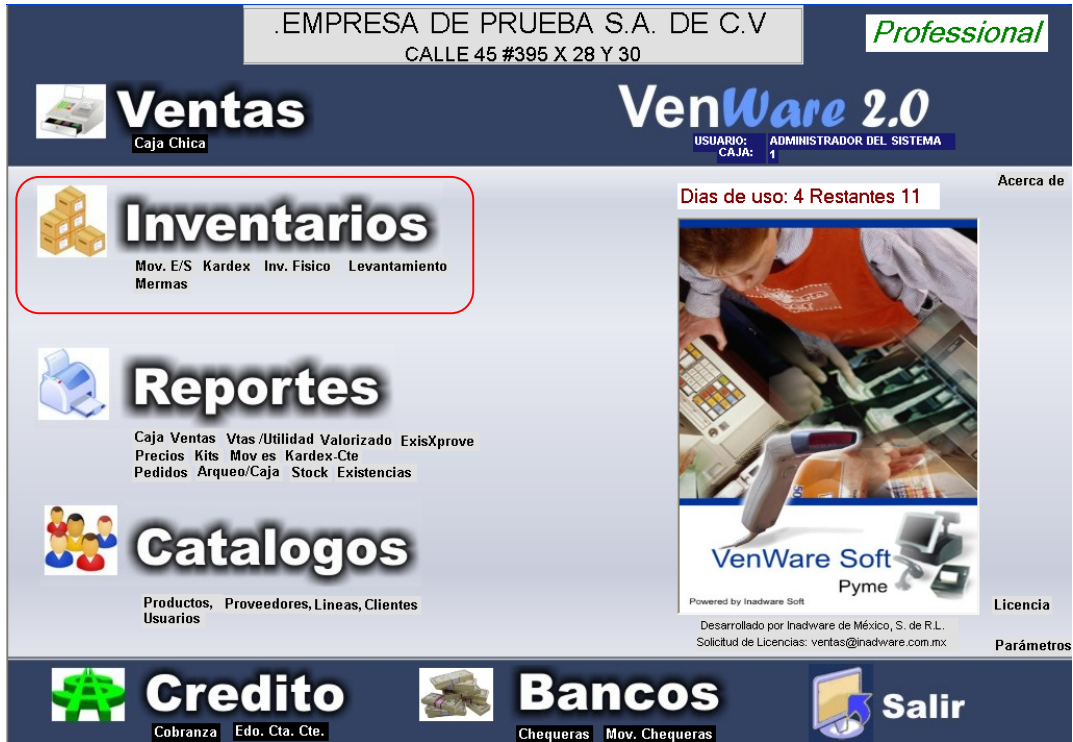 .EMPRESA DE PRUEBA S.A. DE C.V
CALLE 45 #395 X 28 Y 30
Professional
Ventas
Caja Chica
VenWare 2.0
USUARIO: ADMINISTRADOR DEL SISTEMA
CAJA: 1
Acerca de
Inventarios
Mov. E/S Kardex Inv. Fisico Levantamiento
Mermas
Dias de uso: 4 Restantes 11
Reportes
Caja Ventas Vtas /Utilidad Valorizado ExisXprove
Precios Kits Mov es Kardex-Cte
Pedidos Arqueo/Caja Stock Existencias
Catalogos
Productos, Proveedores, Lineas, Clientes
Usuarios
VenWare Soft
Pyme
Powered by Inadware Soft
Licencia
Desarrollado por Inadware de México, S. de R.L.
Solicitud de Licencias: ventas@inadware.com.mx
Parámetros
Credito
Cobranza Edo. Cta. Cte.
Bancos
Chequeras Mov. Chequeras
Salir